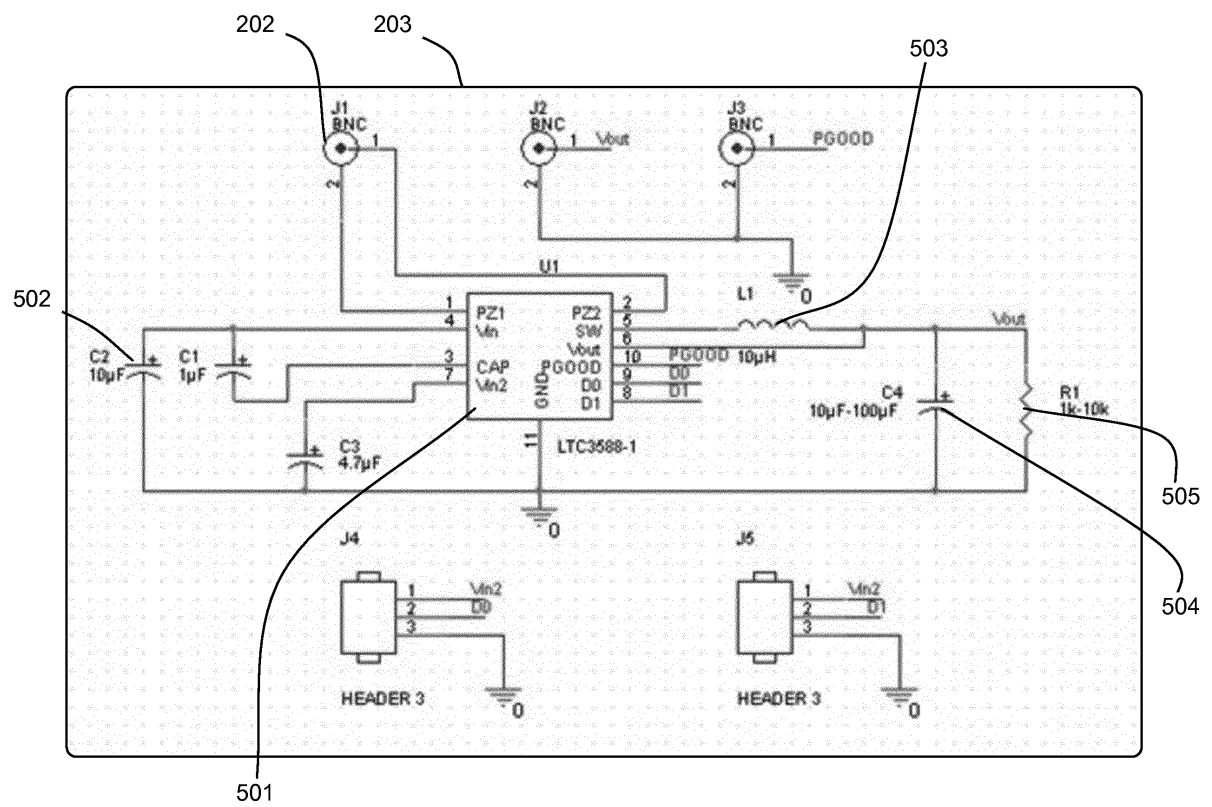 202
203
503
J1
BNC
1
2
J2
BNC
1
Vout
2
J3
BNC
1
PGOOD
2
0
502
U1
L1
10µH
1
PZ1
4
Vin
3
CAP
7
Vin2
2
PZ2
5
SW
6
Vout
10
PGOOD
PGOOD
9
D0
D0
8
D1
D1
GND
11
LTC3588-1
0
C2
10µF
+
C1
1µF
+
C3
4.7µF
+
Vout
C4
10µF-100µF
+
R1
1k-10k
505
504
J4
1
Vin2
2
D0
3
0
HEADER 3
J5
1
Vin2
2
D1
3
0
HEADER 3
501